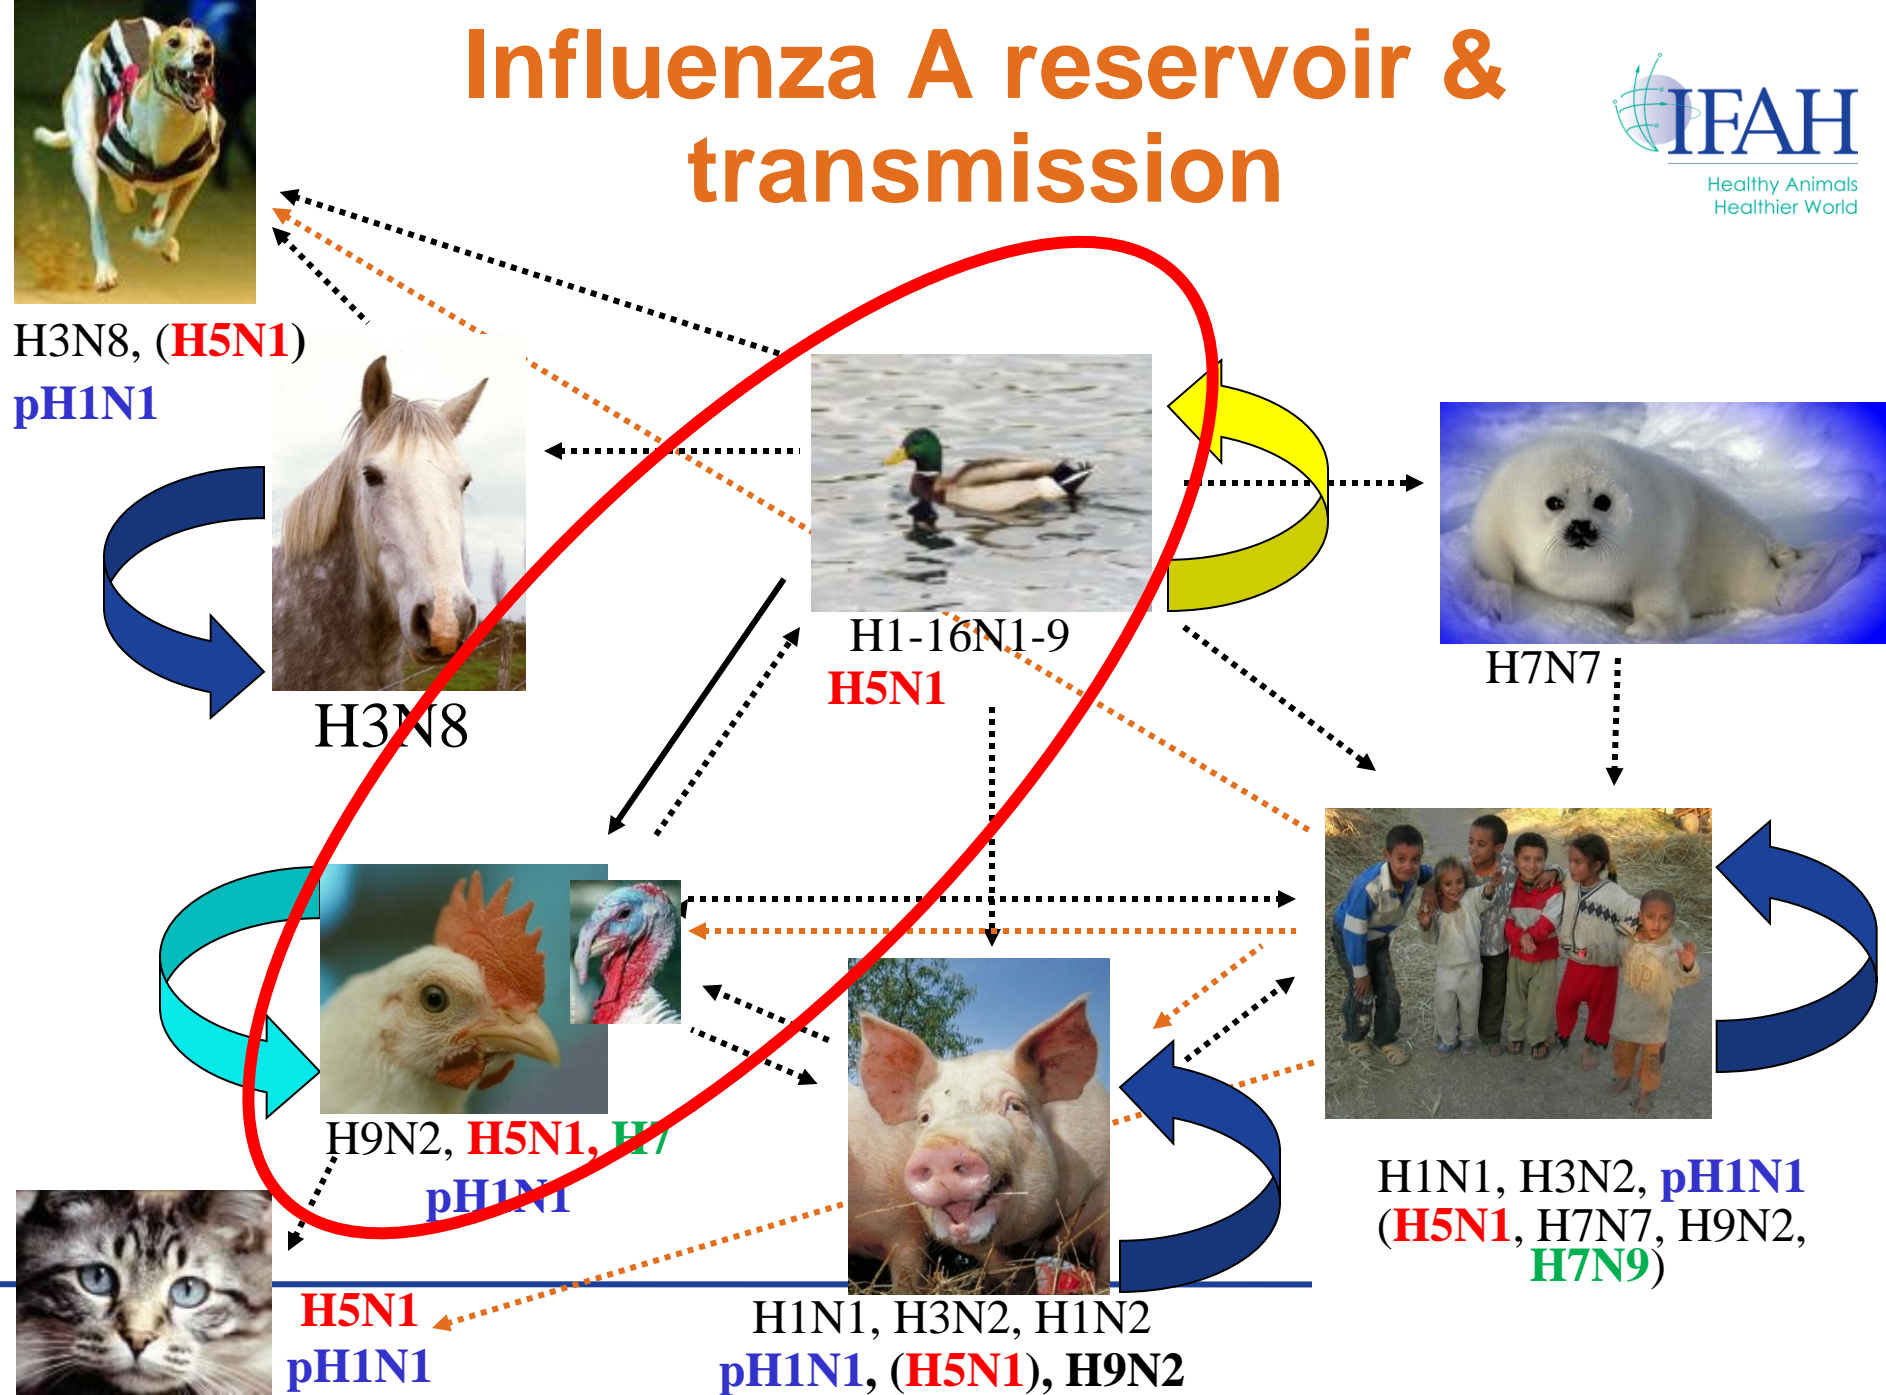 Influenza A reservoir &
transmission
IFAH
Healthy Animals
Healthier World
H3N8, (H5N1)
pH1N1
H3N8
H1-16N1-9
H5N1
H7N7
H9N2, H5N1, H7
pH1N1
H1N1, H3N2, pH1N1
(H5N1, H7N7, H9N2,
H7N9)
H5N1
pH1N1
H1N1, H3N2, H1N2
pH1N1, (H5N1), H9N2